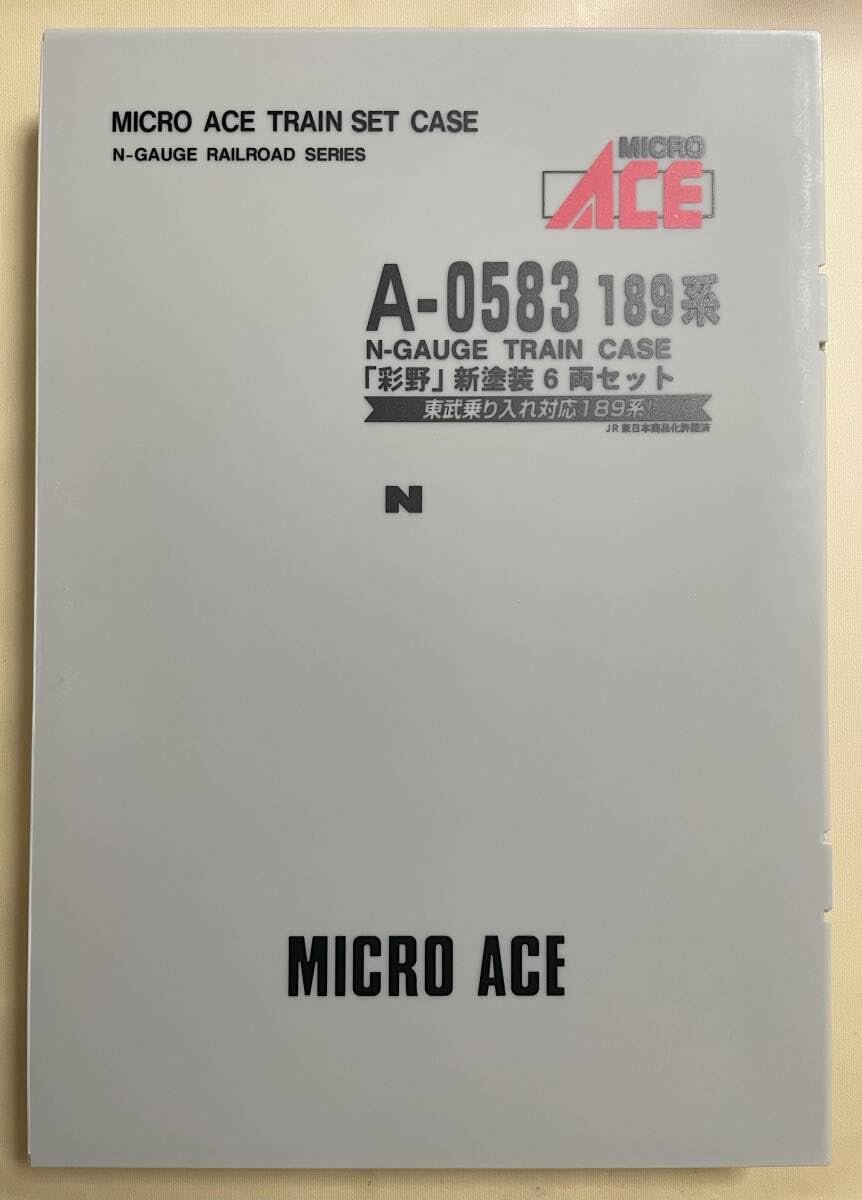 MICRO ACE TRAIN SET CASE
N-GAUGE RAILROAD SERIES
MICRO
ACE
A-0583 189系
N-GAUGE TRAIN CASE
「彩野」新塗装6両セット
東武乗り入れ対応189系!
JR東日本商品化許諾済
N
MICRO ACE